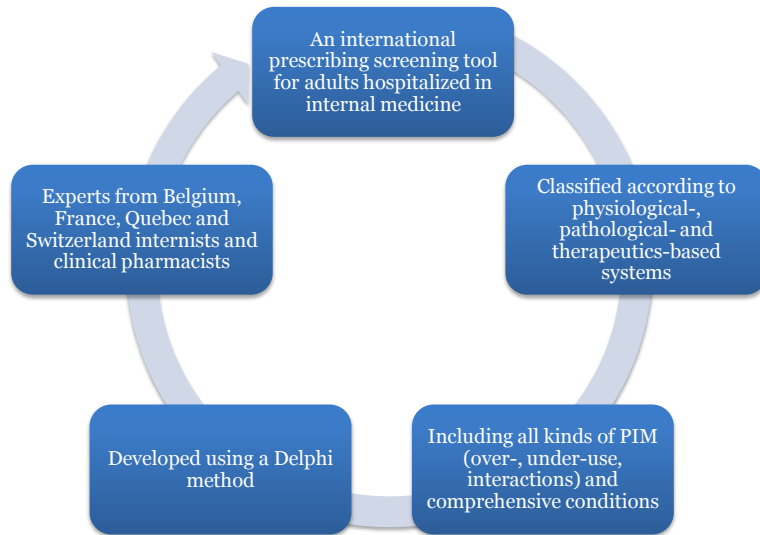 An international
prescribing screening tool
for adults hospitalized in
internal medicine
Classified according to
physiological-,
pathological- and
therapeutics-based
systems
Including all kinds of PIM
(over-, under-use,
interactions) and
comprehensive conditions
Developed using a Delphi
method
Experts from Belgium,
France, Quebec and
Switzerland internists and
clinical pharmacists